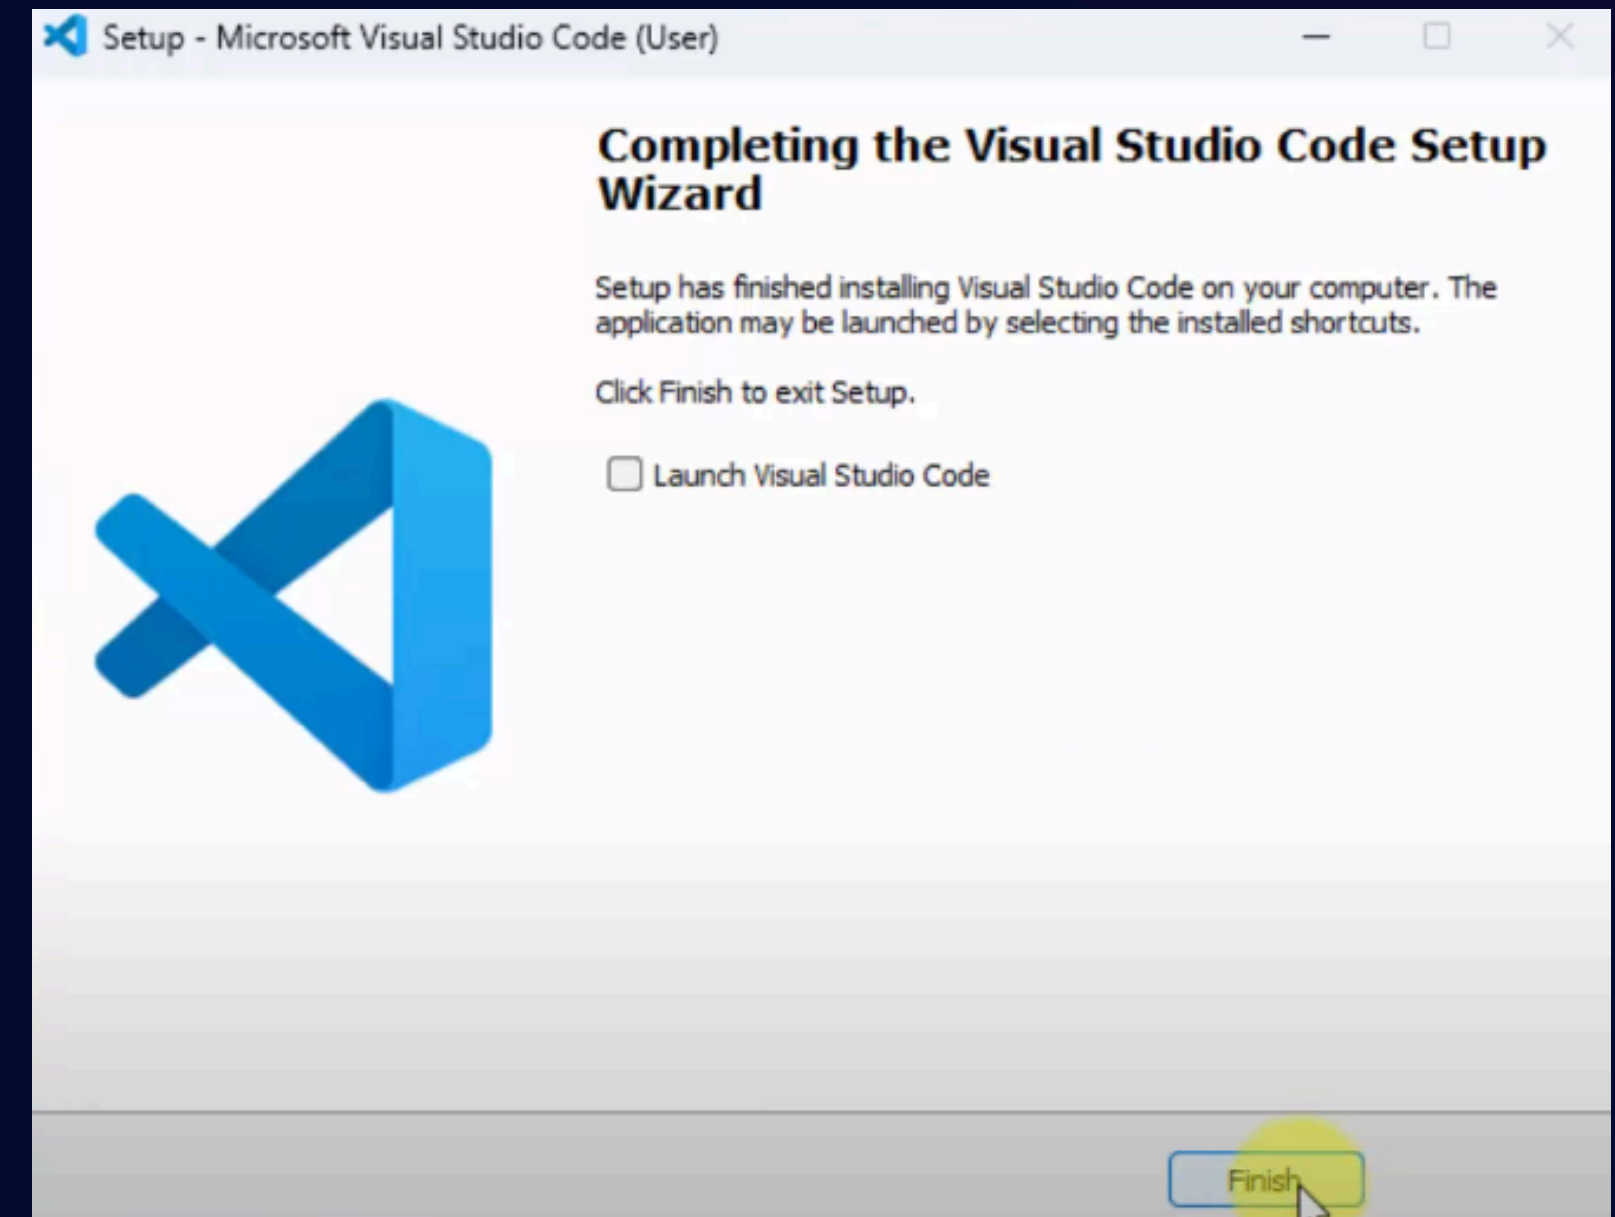 Setup - Microsoft Visual Studio Code (User)
Completing the Visual Studio Code Setup
Wizard
Setup has finished installing Visual Studio Code on your computer. The
application may be launched by selecting the installed shortcuts.
Click Finish to exit Setup.
Launch Visual Studio Code
Finish